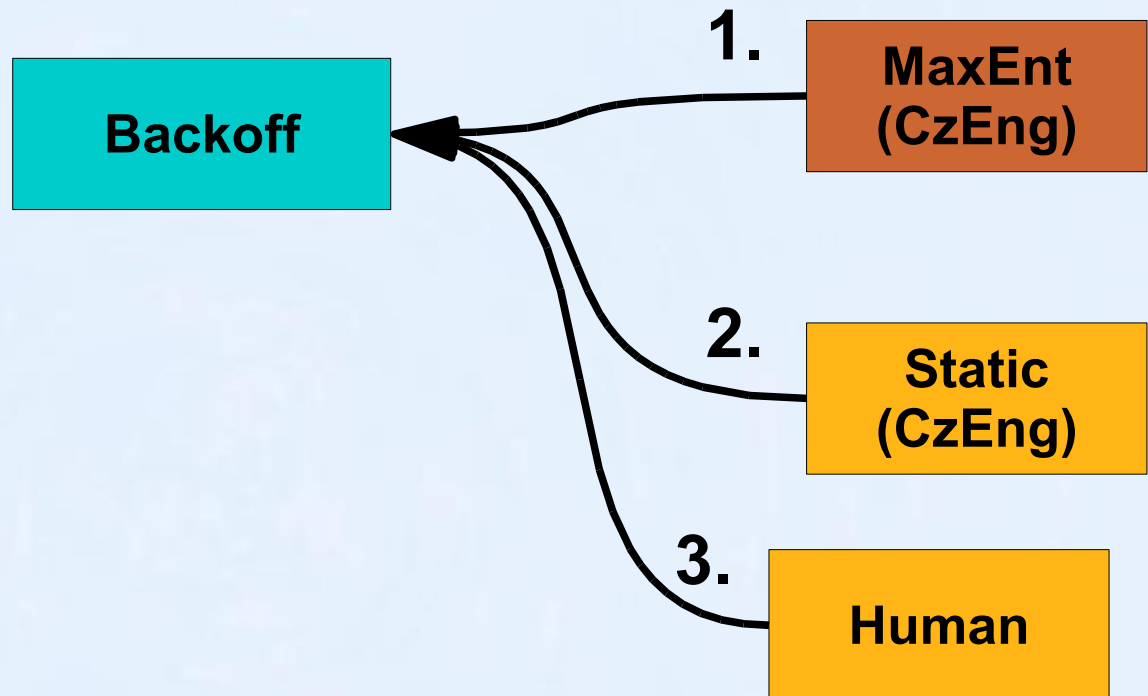 Backoff
1.
MaxEnt
(CzEng)
2.
Static
(CzEng)
3.
Human